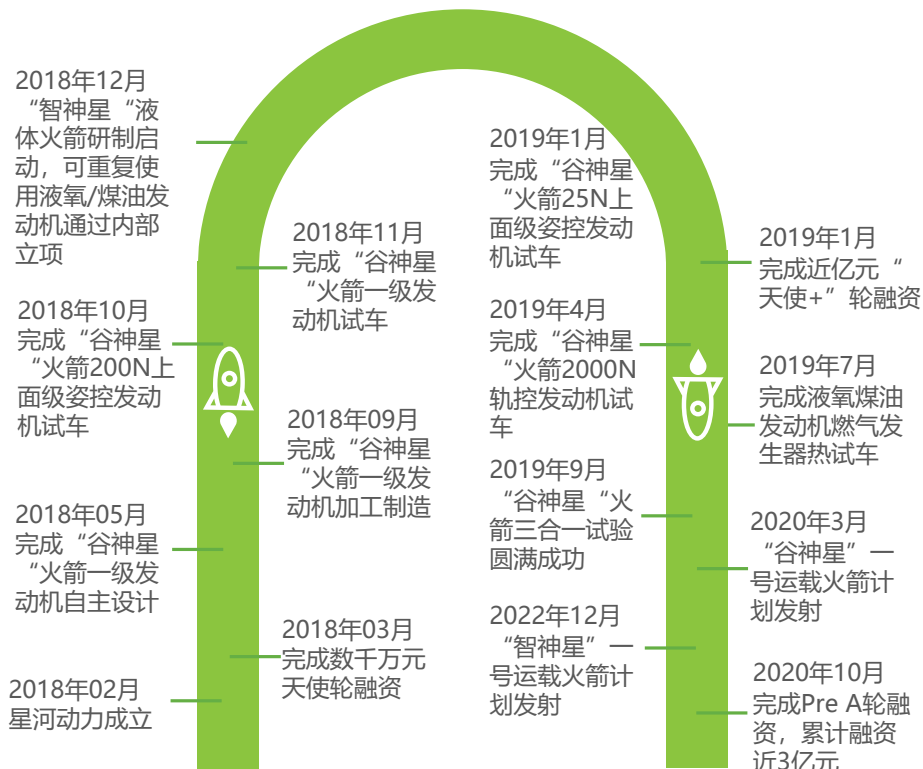 2018年12月
“智神星“液
体火箭研制启
动，可重复使
用液氧/煤油发
动机通过内部
立项
2018年11月
完成“谷神星
“火箭一级发
动机试车
2018年10月
完成“谷神星
“火箭200N上
面级姿控发动
机试车
2018年09月
完成“谷神星
“火箭一级发
动机加工制造
2018年05月
完成“谷神星
“火箭一级发
动机自主设计
2018年03月
完成数千万元
天使轮融资
2018年02月
星河动力成立
2019年1月
完成“谷神星
“火箭25N上
面级姿控发动
机试车
2019年1月
完成近亿元“
天使+”轮融资
2019年4月
完成“谷神星
“火箭2000N
轨控发动机试
车
2019年7月
完成液氧煤油
发动机燃气发
生器热试车
2019年9月
“谷神星“火
箭三合一试验
圆满成功
2020年3月
“谷神星”一
号运载火箭计
划发射
2022年12月
“智神星”一
号运载火箭计
划发射
2020年10月
完成Pre A轮融
资，累计融资
近3亿元